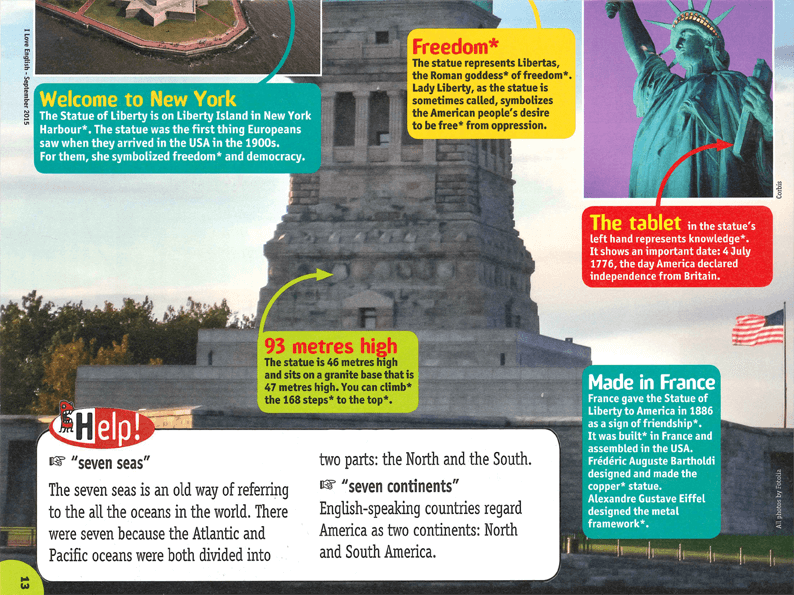 I Love English - September 2015
Welcome to New York
The Statue of Liberty is on Liberty Island in New York
Harbour*. The statue was the first thing Europeans
saw when they arrived in the USA in the 1900s.
For them, she symbolized freedom* and democracy.
Freedom*
The statue represents Libertas,
the Roman goddess* of freedom*.
Lady Liberty, as the statue is
sometimes called, symbolizes
the American people's desire
to be free* from oppression.
Corbis
The tablet in the statue's
left hand represents knowledge*.
It shows an important date: 4 July
1776, the day America declared
independence from Britain.
93 metres high
The statue is 46 metres high
and sits on a granite base that is
47 metres high. You can climb*
the 168 steps* to the top*.
Made in France
France gave the Statue of
Liberty to America in 1886
as a sign of friendship*.
It was built* in France and
assembled in the USA.
Frédéric Auguste Bartholdi
designed and made the
copper* statue.
Alexandre Gustave Eiffel
designed the metal
framework*.
All photos by Fotolia
Help!
☞ “seven seas”
The seven seas is an old way of referring
to the all the oceans in the world. There
were seven because the Atlantic and
Pacific oceans were both divided into
two parts: the North and the South.
☞ “seven continents”
English-speaking countries regard
America as two continents: North
and South America.
13